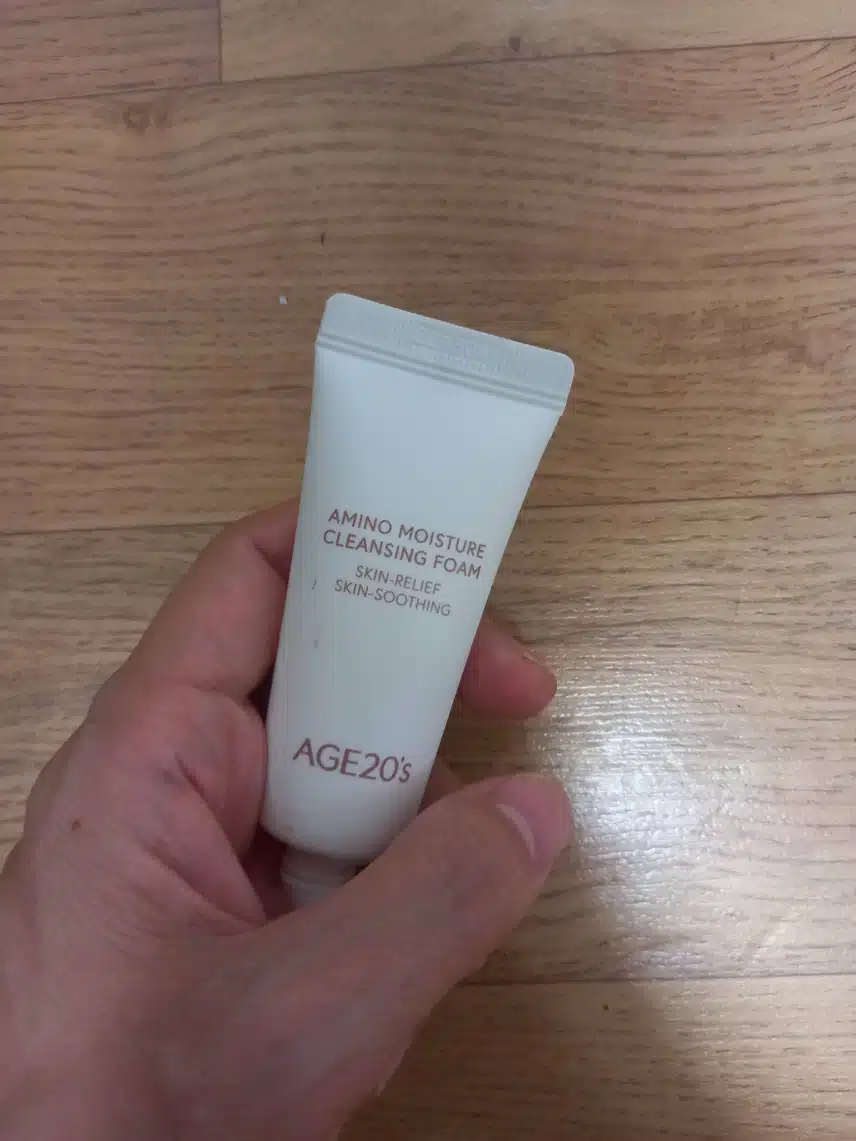 AMINO MOISTURE
CLEANSING FOAM
SKIN-RELIEF
SKIN-SOOTHING
AGE20's